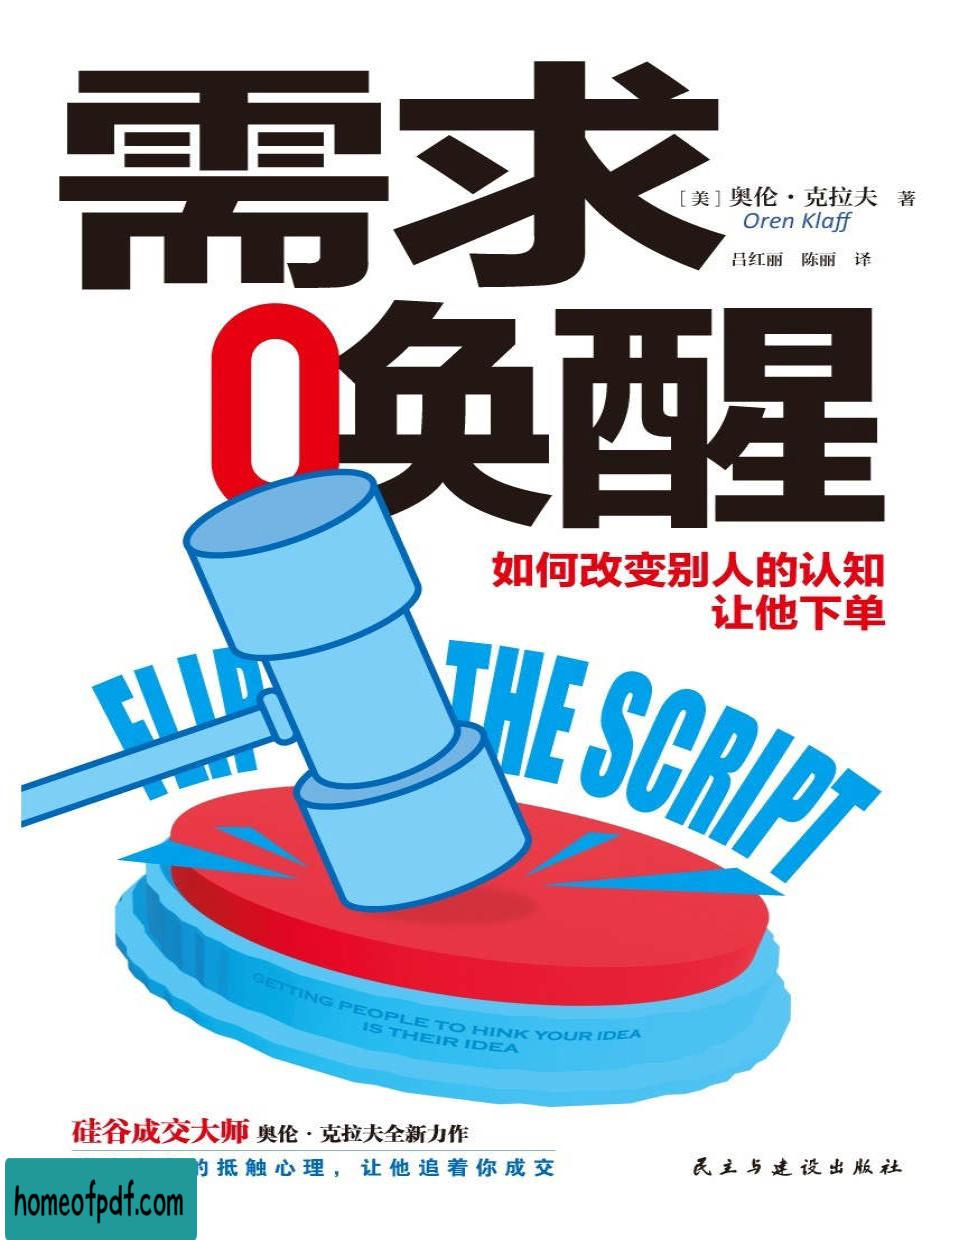 需求
[美]奥伦·克拉夫 著
Oren Klaff
吕红丽 陈丽 译
唤醒
如何改变别人的认知
让他下单
FLIP THE SCRIPT
GETTING PEOPLE TO HINK YOUR IDEA
IS THEIR IDEA
硅谷成交大师 奥伦·克拉夫全新力作
的抵触心理，让他追着你成交
民主与建设出版社
homeofpdf.com